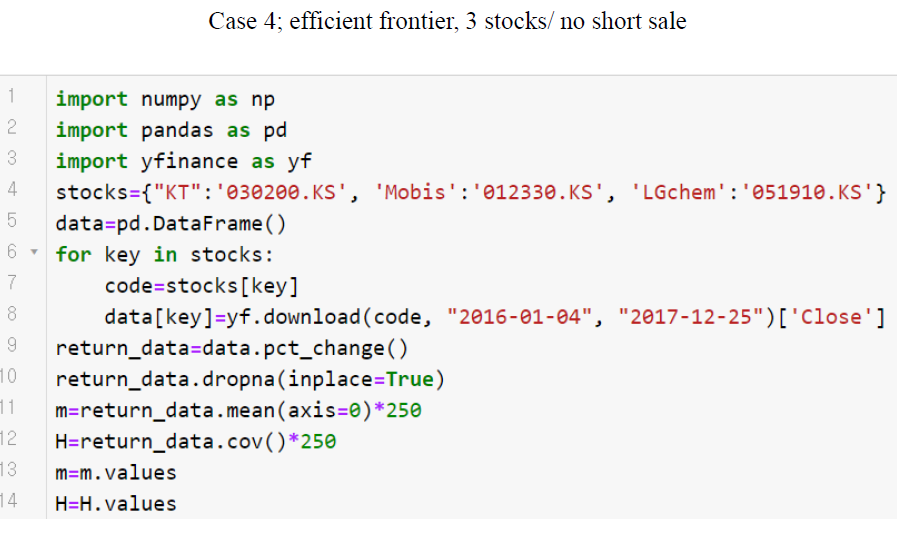 Case 4; efficient frontier, 3 stocks/ no short sale
1 import numpy as np
2 import pandas as pd
3 import yfinance as yf
4 stocks={"KT":'030200.KS', 'Mobis':'012330.KS', 'LGchem':'051910.KS'}
5 data=pd.DataFrame()
6 for key in stocks:
7     code=stocks[key]
8     data[key]=yf.download(code, "2016-01-04", "2017-12-25")['Close']
9 return_data=data.pct_change()
10 return_data.dropna(inplace=True)
11 m=return_data.mean(axis=0)*250
12 H=return_data.cov()*250
13 m=m.values
14 H=H.values